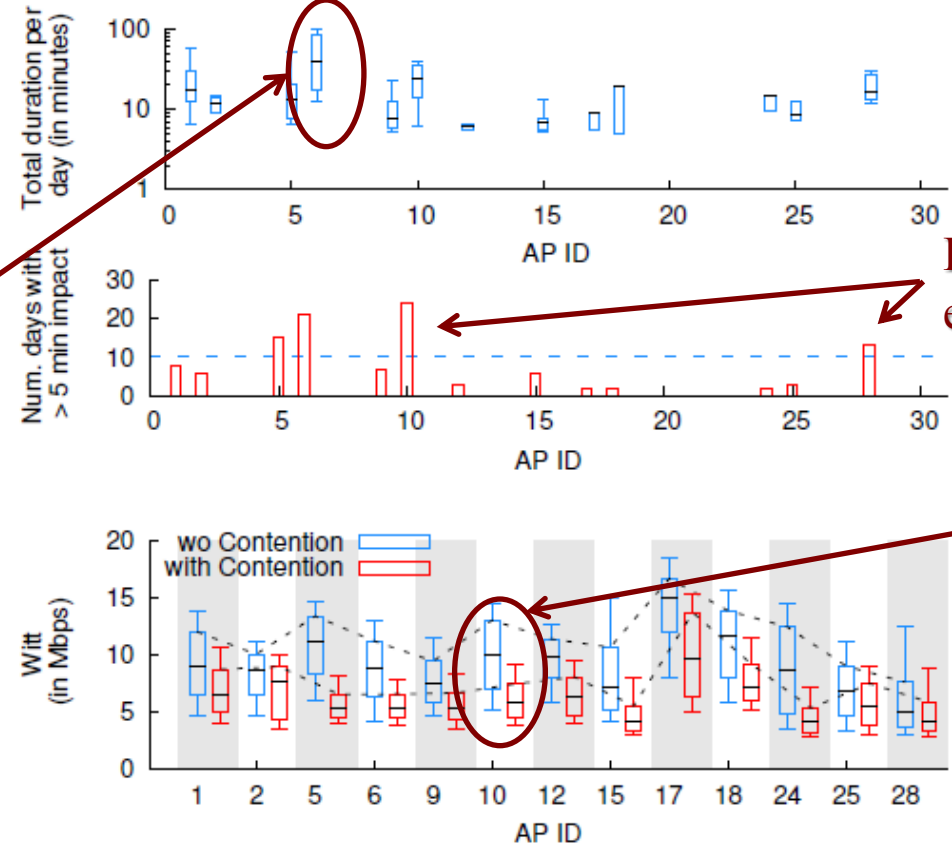 Total duration per
day (in minutes)
100
10
1
0 5 10 15 20 25 30
AP ID
Num. days with
> 5 min impact
30
20
10
0
0 5 10 15 20 25 30
AP ID
Witt
(in Mbps)
20
15
10
5
0
wo Contention
with Contention
1 2 5 6 9 10 12 15 17 18 24 25 28
AP ID